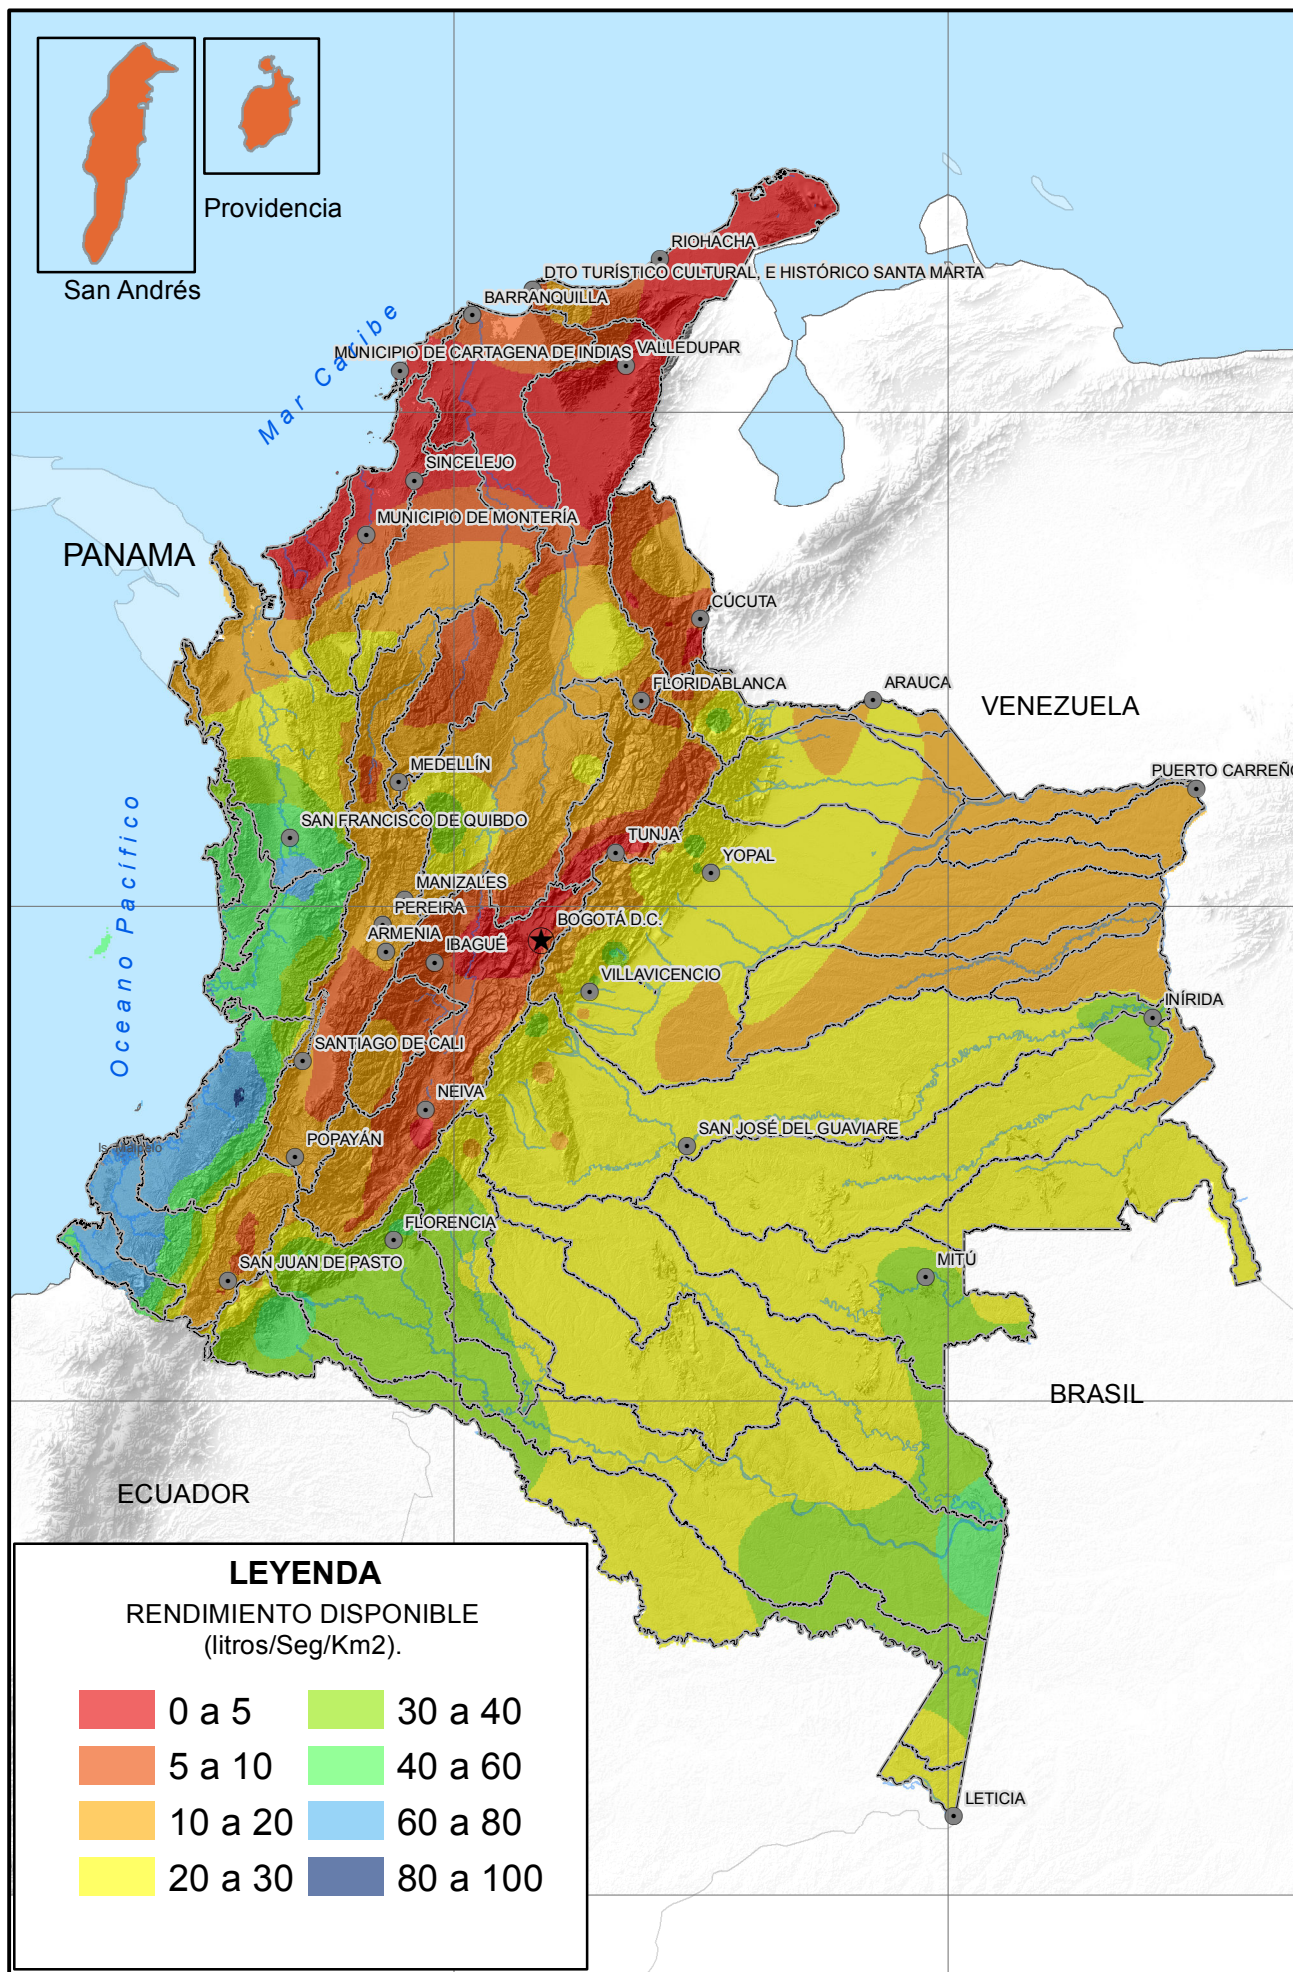 Providencia
San Andrés
RIOHACHA
DTO TURÍSTICO CULTURAL, E HISTÓRICO SANTA MARTA
BARRANQUILLA
Mar Caribe
MUNICIPIO DE CARTAGENA DE INDIAS
VALLEDUPAR
SINCELEJO
MUNICIPIO DE MONTERÍA
PANAMA
CÚCUTA
FLORIDABLANCA
ARAUCA
VENEZUELA
MEDELLÍN
PUERTO CARREÑO
SAN FRANCISCO DE QUIBDO
TUNJA
YOPAL
Oceano Pacífico
MANIZALES
PEREIRA
BOGOTÁ D.C.
ARMENIA
IBAGUÉ
VILLAVICENCIO
INÍRIDA
SANTIAGO DE CALI
NEIVA
SAN JOSÉ DEL GUAVIARE
Is. Malpelo
POPAYÁN
FLORENCIA
MITÚ
SAN JUAN DE PASTO
BRASIL
ECUADOR
LEYENDA
RENDIMIENTO DISPONIBLE
(litros/Seg/Km2).
0 a 5
30 a 40
5 a 10
40 a 60
10 a 20
60 a 80
20 a 30
80 a 100
LETICIA